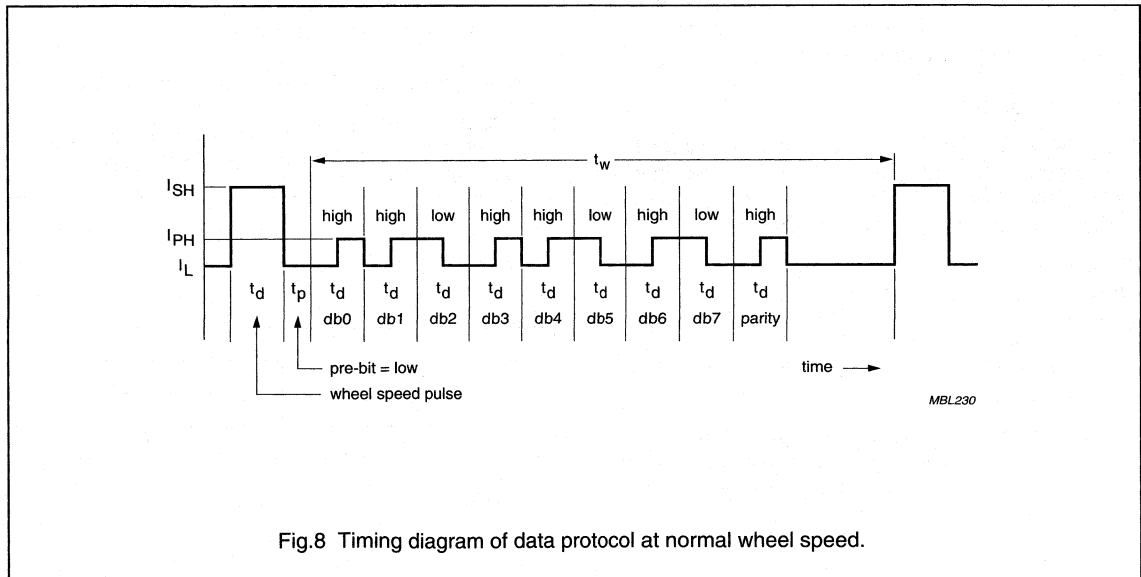 t_w
I_SH
high high low high high low high low high
I_PH
I_L
t_d t_p t_d t_d t_d t_d t_d t_d t_d t_d t_d
db0 db1 db2 db3 db4 db5 db6 db7 parity
pre-bit = low
time
wheel speed pulse
MBL230
Fig.8 Timing diagram of data protocol at normal wheel speed.